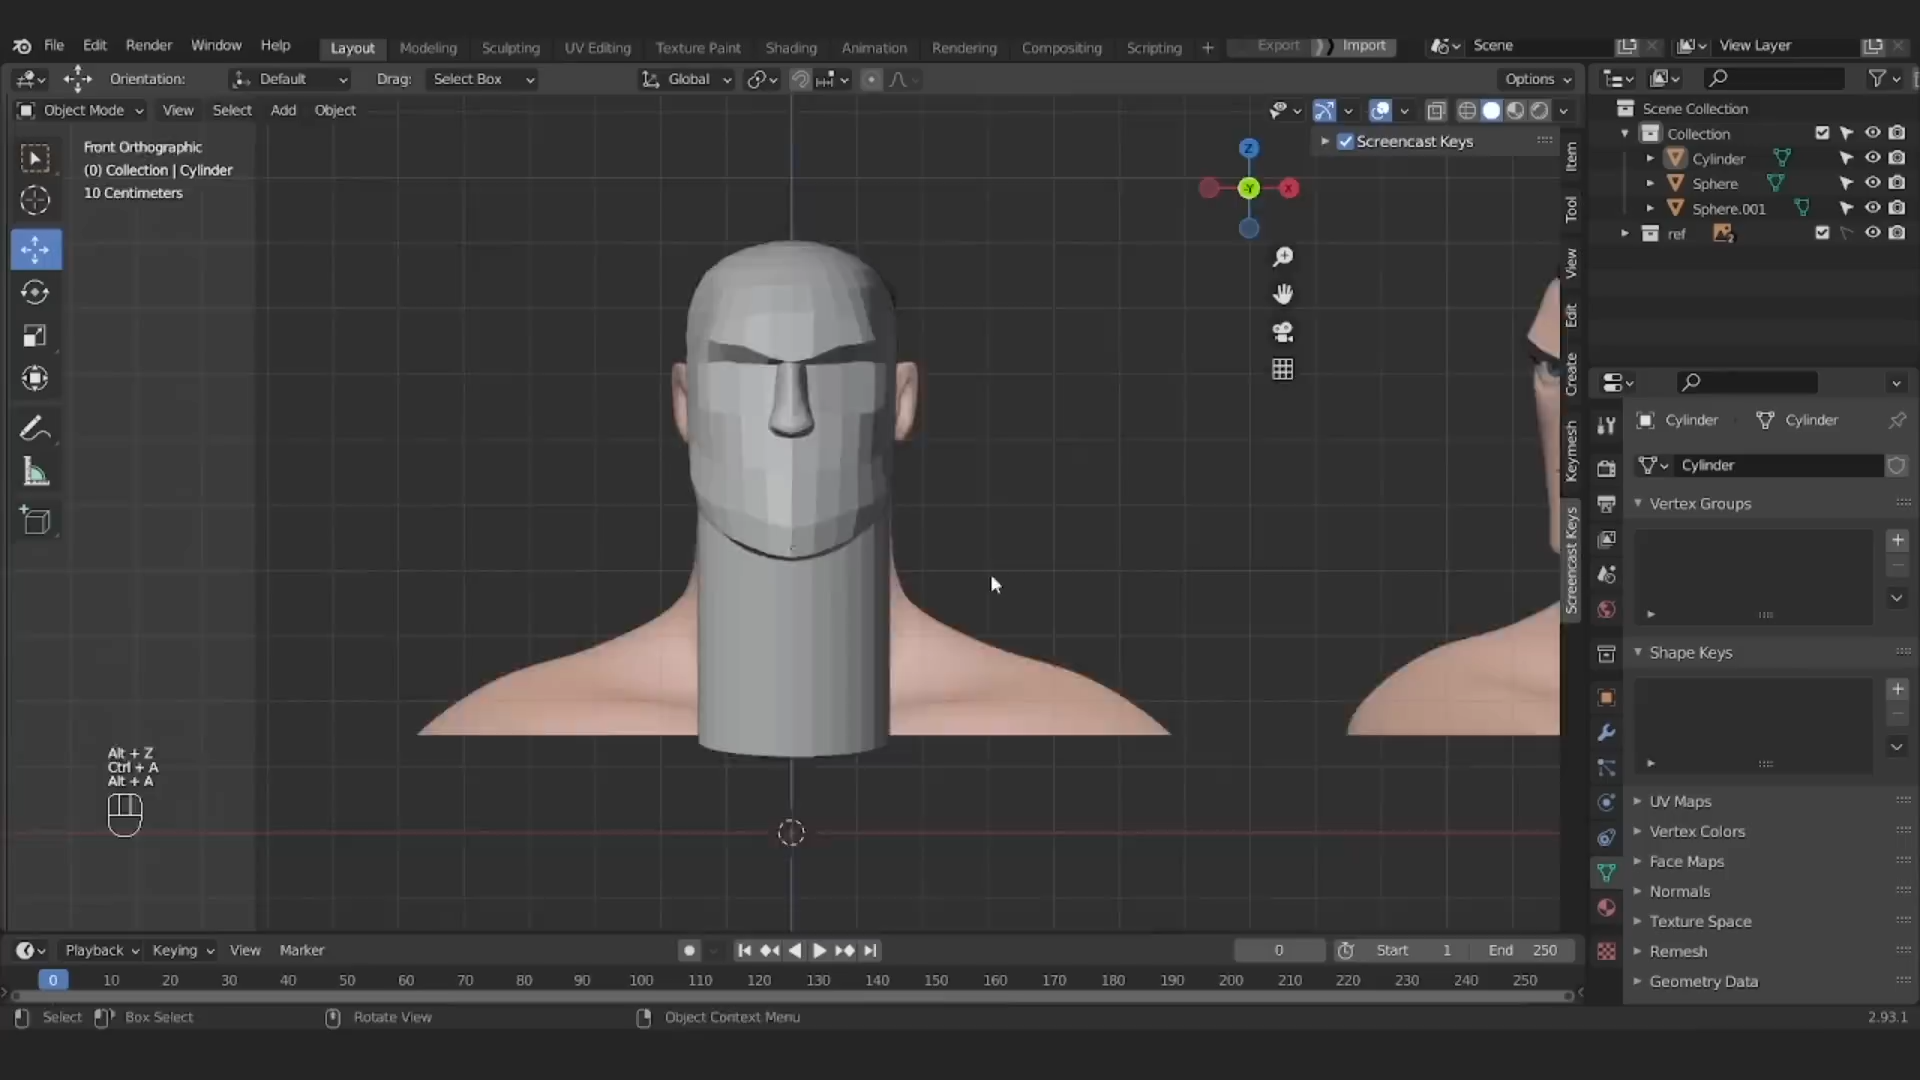 File Edit Render Window Help Layout Modeling Sculpting UV Editing Texture Paint Shading Animation Rendering Compositing Scripting + Export Import Scene View Layer
Orientation: Default Drag: Select Box Global Options
Object Mode View Select Add Object
Front Orthographic
(0) Collection | Cylinder
10 Centimeters
Z
-Y
X
Screencast Keys
Item
Tool
View
Edit
Create
Keymesh
Screencast Keys
Scene Collection
Collection
Cylinder
Sphere
Sphere.001
ref 2
Cylinder Cylinder
Cylinder
Vertex Groups
Shape Keys
UV Maps
Vertex Colors
Face Maps
Normals
Texture Space
Remesh
Geometry Data
Alt + Z
Ctrl + A
Alt + A
Playback Keying View Marker 0 Start 1 End 250
0 10 20 30 40 50 60 70 80 90 100 110 120 130 140 150 160 170 180 190 200 210 220 230 240 250
Select Box Select Rotate View Object Context Menu 2.93.1